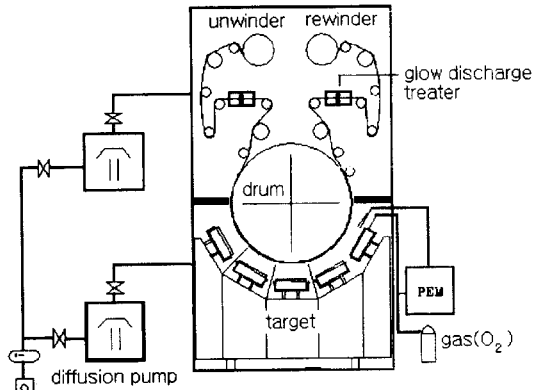 unwinder rewinder
glow discharge
treater
drum
PEM
target
gas(O₂)
diffusion pump